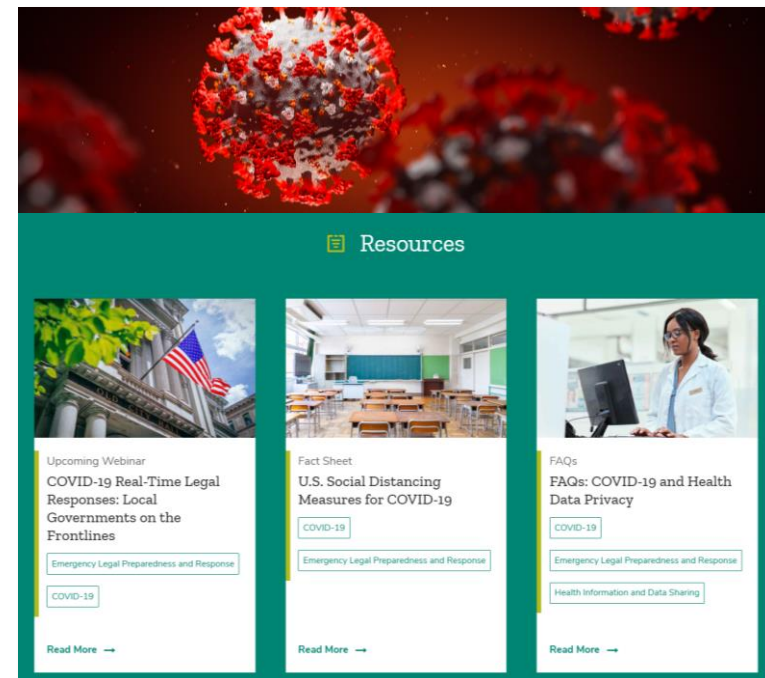 Resources
Upcoming Webinar
COVID-19 Real-Time Legal
Responses: Local
Governments on the
Frontlines
Emergency Legal Preparedness and Response
COVID-19
Read More →
Fact Sheet
U.S. Social Distancing
Measures for COVID-19
COVID-19
Emergency Legal Preparedness and Response
Read More →
FAQs
FAQs: COVID-19 and Health
Data Privacy
COVID-19
Emergency Legal Preparedness and Response
Health Information and Data Sharing
Read More →